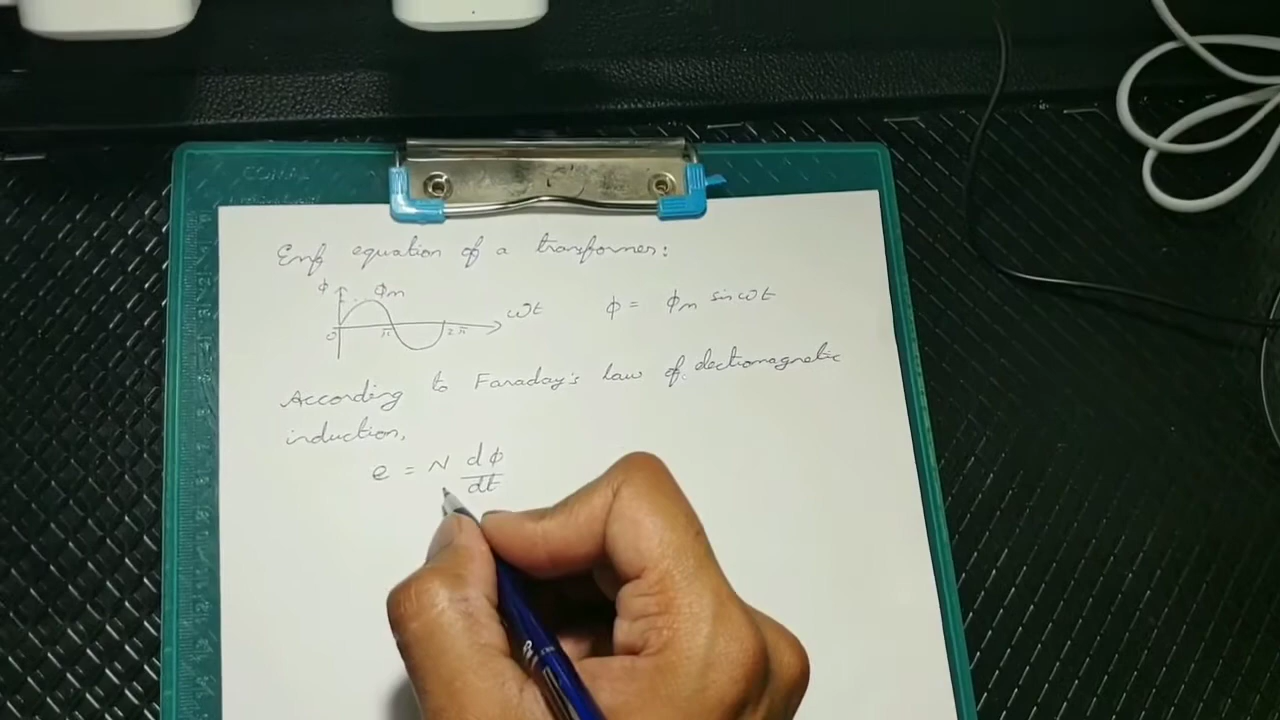 Emf equation of a transformer:
ϕ
ϕm
0
π
2π
ωt
ϕ = ϕm sin ωt
According to Faraday's law of electromagnetic
induction,
e = N dϕ/dt